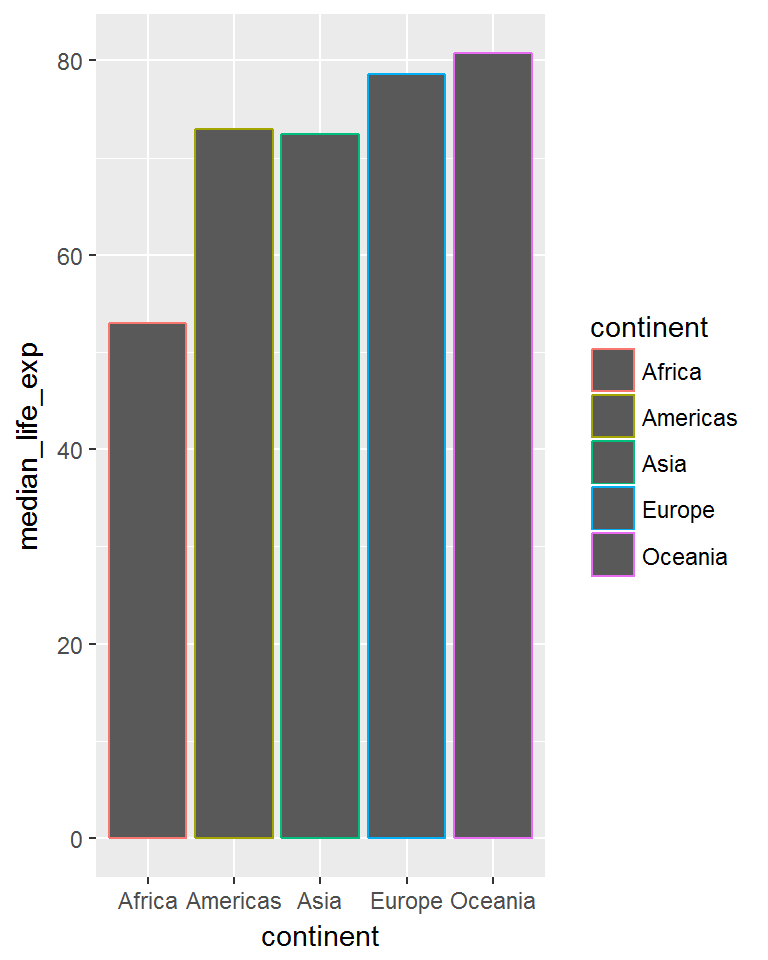 80
60
40
20
0
median_life_exp
Africa Americas Asia Europe Oceania
continent
continent
Africa
Americas
Asia
Europe
Oceania